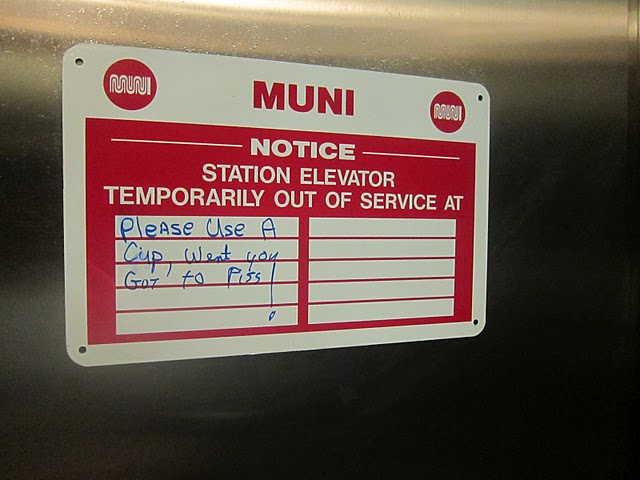 MUNI
MUNI
MUNI
NOTICE
STATION ELEVATOR
TEMPORARILY OUT OF SERVICE AT
PLEASE USE A
Cup, Went you
GOT to Piss!